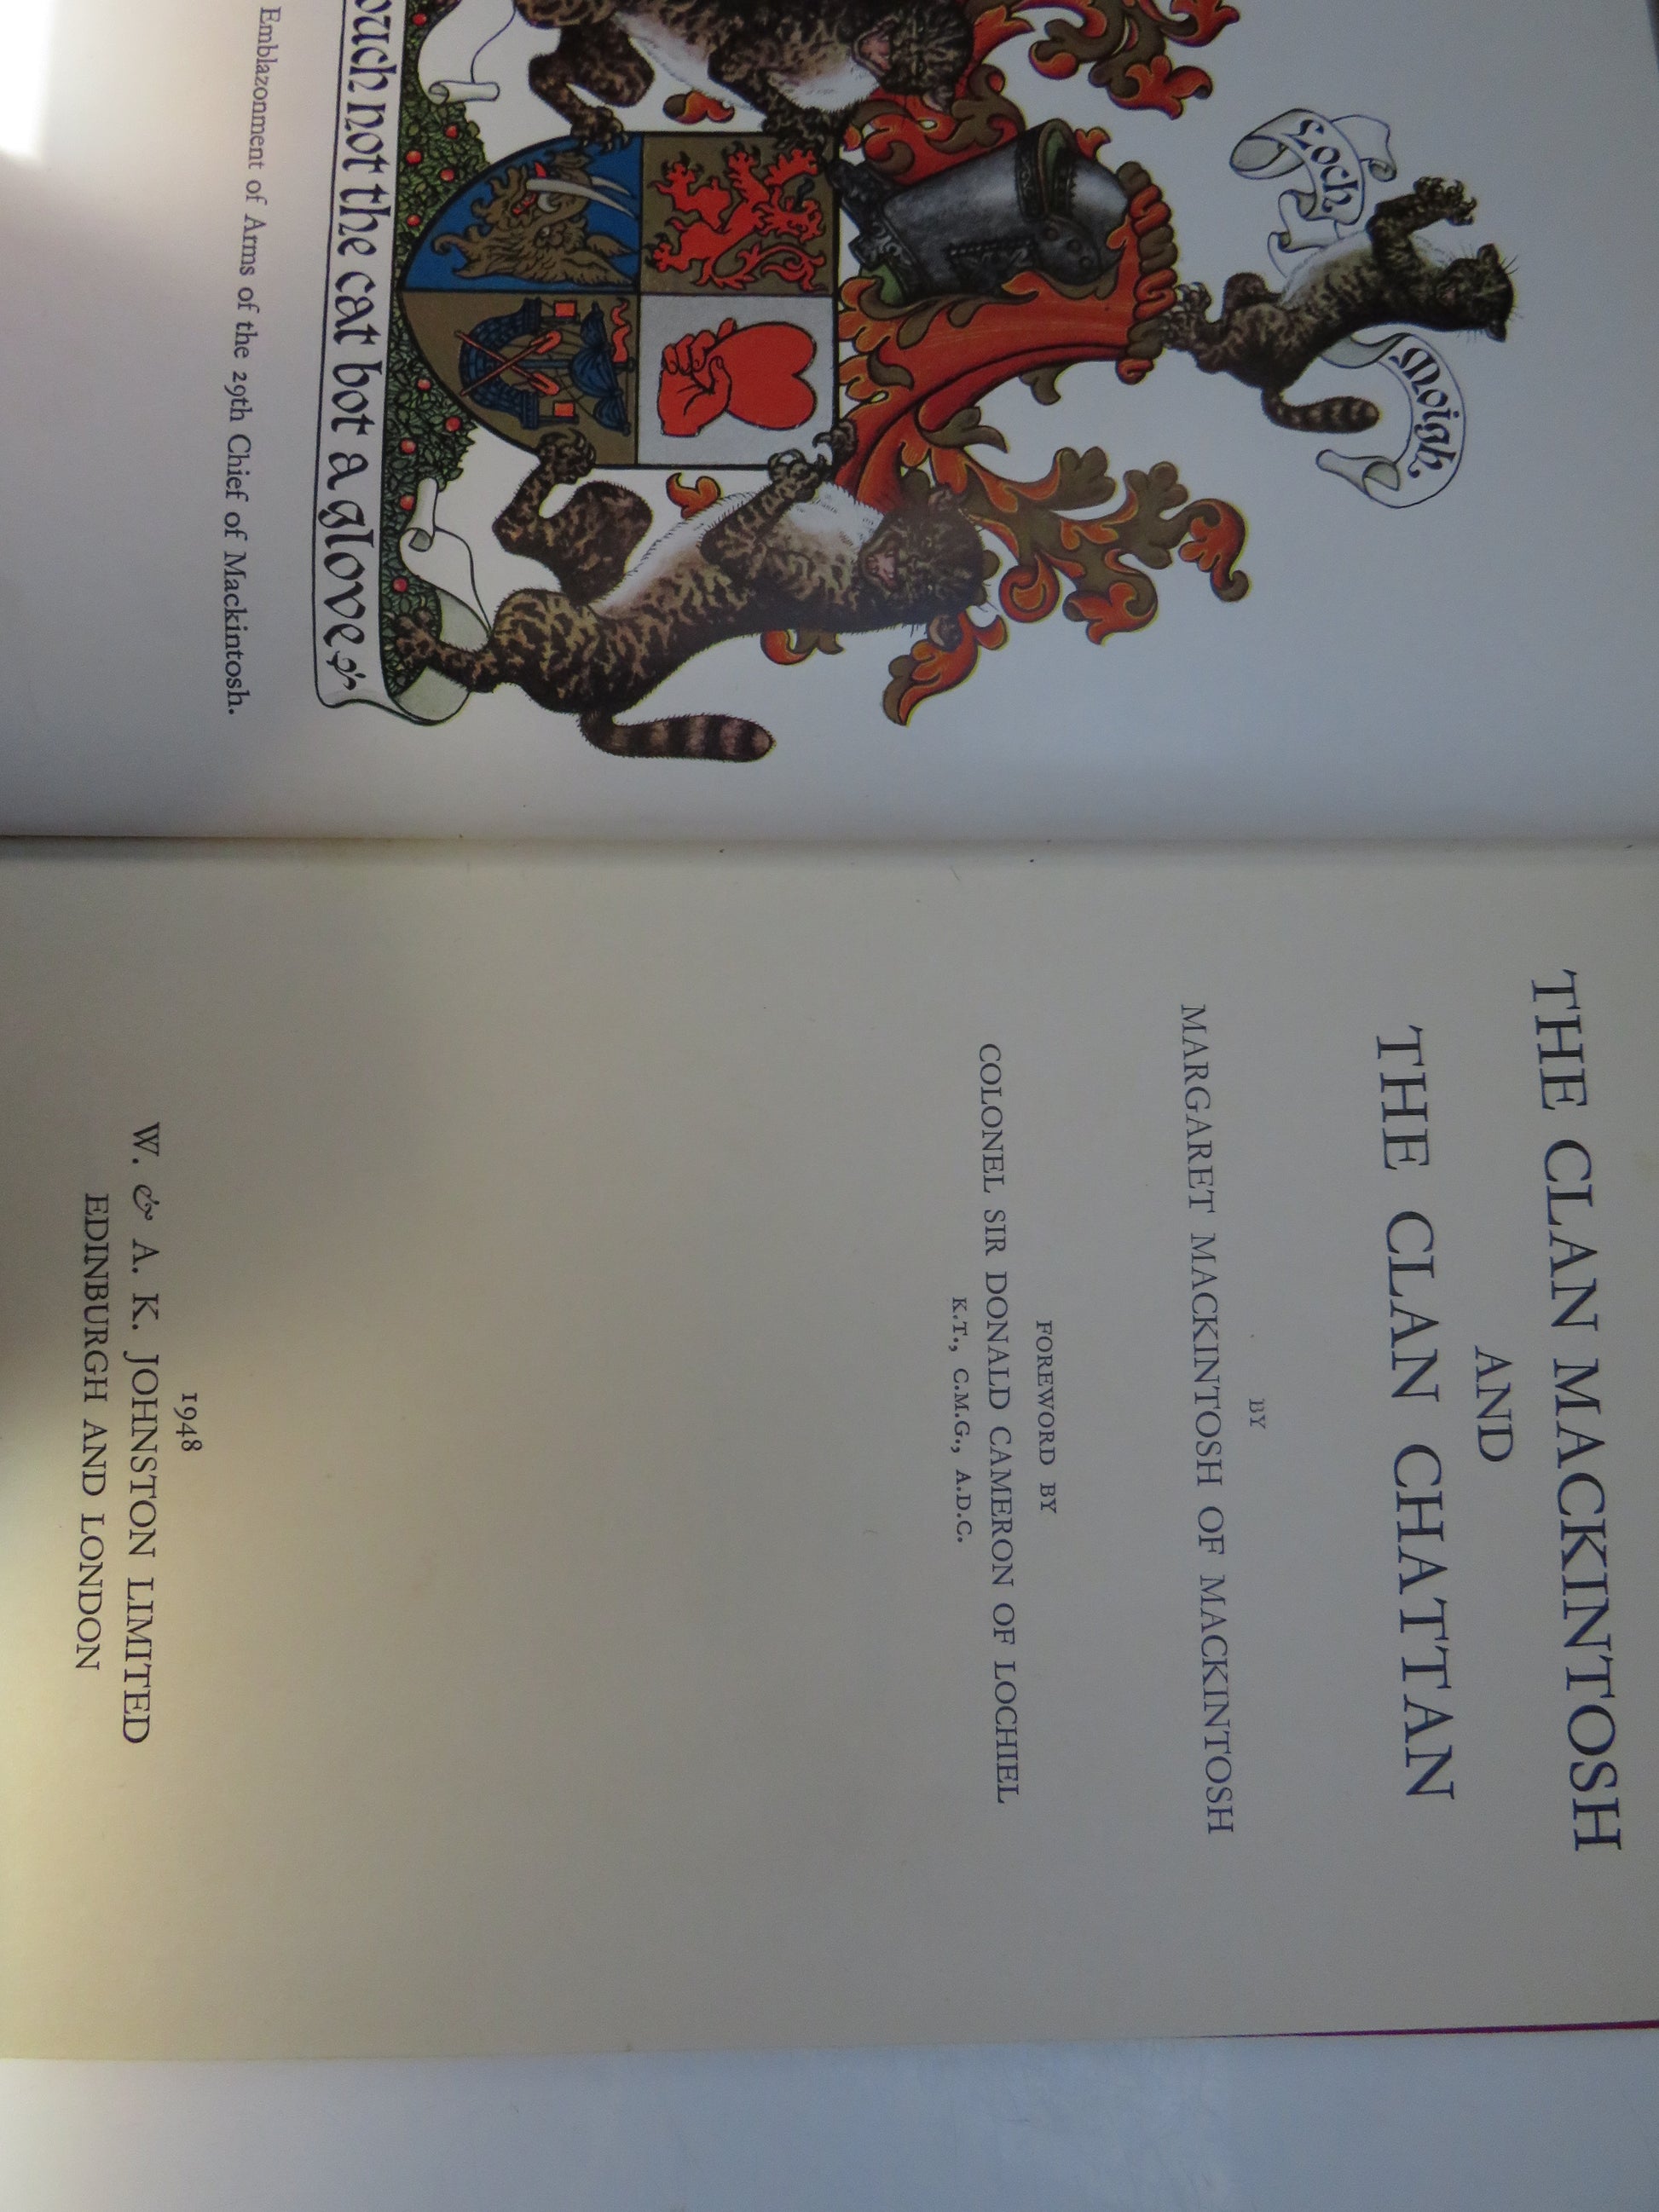 Loch
Moigh
ouch not the cat bot a glove
Emblazonment of Arms of the 29th Chief of Mackintosh.
THE CLAN MACKINTOSH
AND
THE CLAN CHATTAN
BY
MARGARET MACKINTOSH OF MACKINTOSH
FOREWORD BY
COLONEL SIR DONALD CAMERON OF LOCHIEL
K.T., C.M.G., A.D.C.
1948
W. & A. K. JOHNSTON LIMITED
EDINBURGH AND LONDON